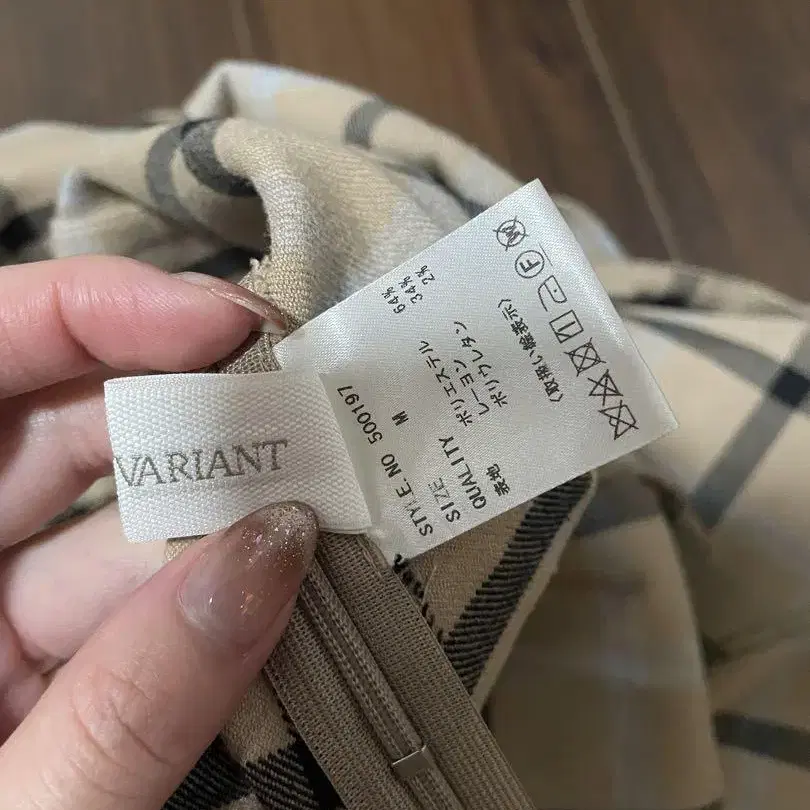 VARIANT
STYLE. NO 500197
SIZE M
QUALITY
表地 ポリエステル 64%
レーヨン 34%
ポリウレタン 2%
〈取扱い絵表示〉
F
W